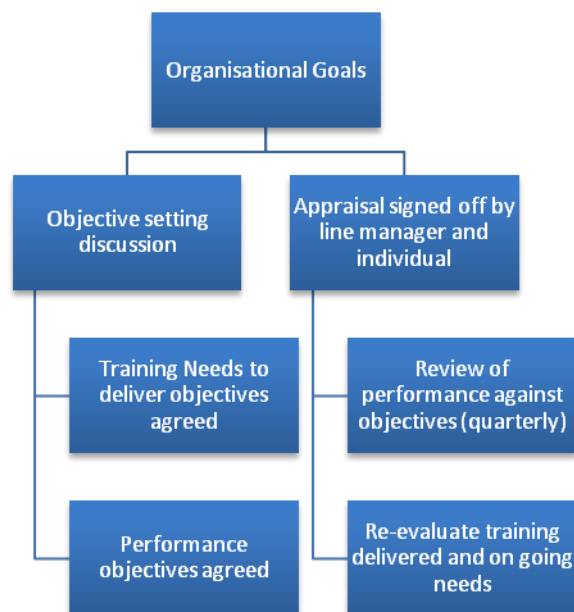 Organisational Goals
Objective setting
discussion
Training Needs to
deliver objectives
agreed
Performance
objectives agreed
Appraisal signed off by
line manager and
individual
Review of
performance against
objectives (quarterly)
Re-evaluate training
delivered and on going
needs